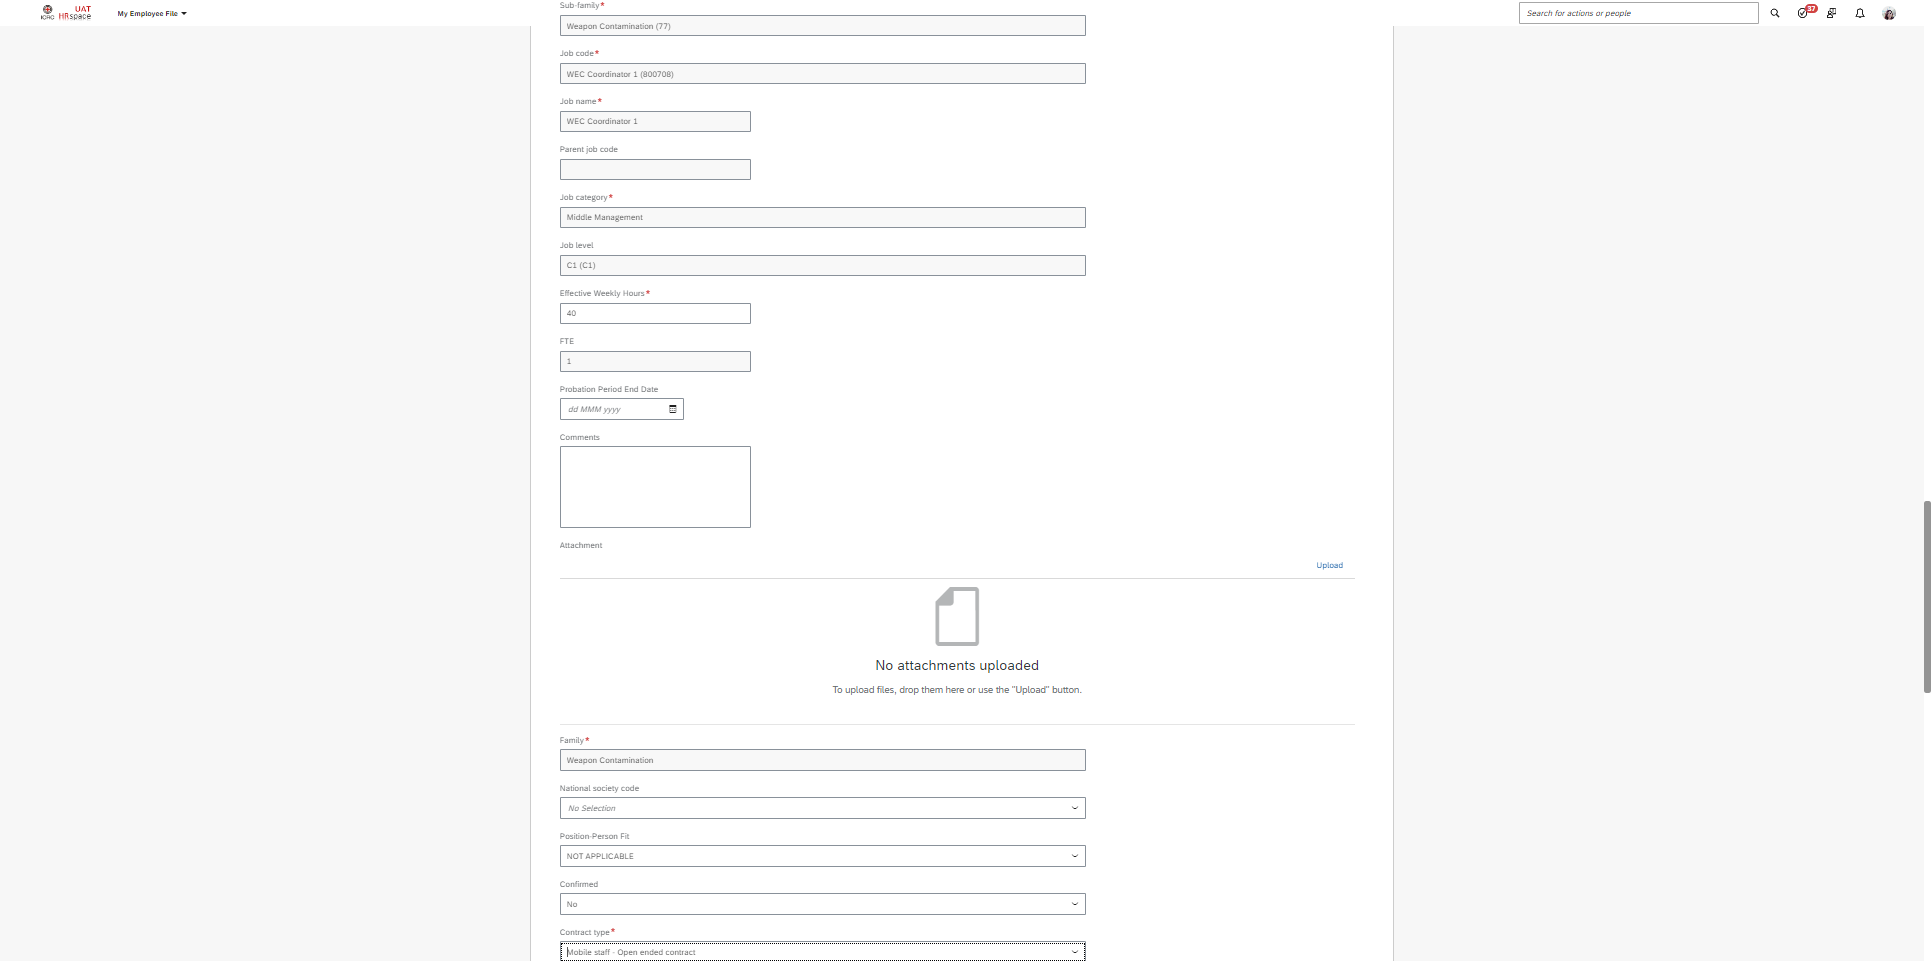 ICRC
UAT
HRspace
My Employee File
Search for actions or people
37
Sub-family*
Weapon Contamination (77)
Job code*
WEC Coordinator 1 (800708)
Job name*
WEC Coordinator 1
Parent job code
Job category*
Middle Management
Job level
C1 (C1)
Effective Weekly Hours*
40
FTE
1
Probation Period End Date
dd MMM yyyy
Comments
Attachment
Upload
No attachments uploaded
To upload files, drop them here or use the "Upload" button.
Family*
Weapon Contamination
National society code
No Selection
Position-Person Fit
NOT APPLICABLE
Confirmed
No
Contract type*
Mobile staff - Open ended contract